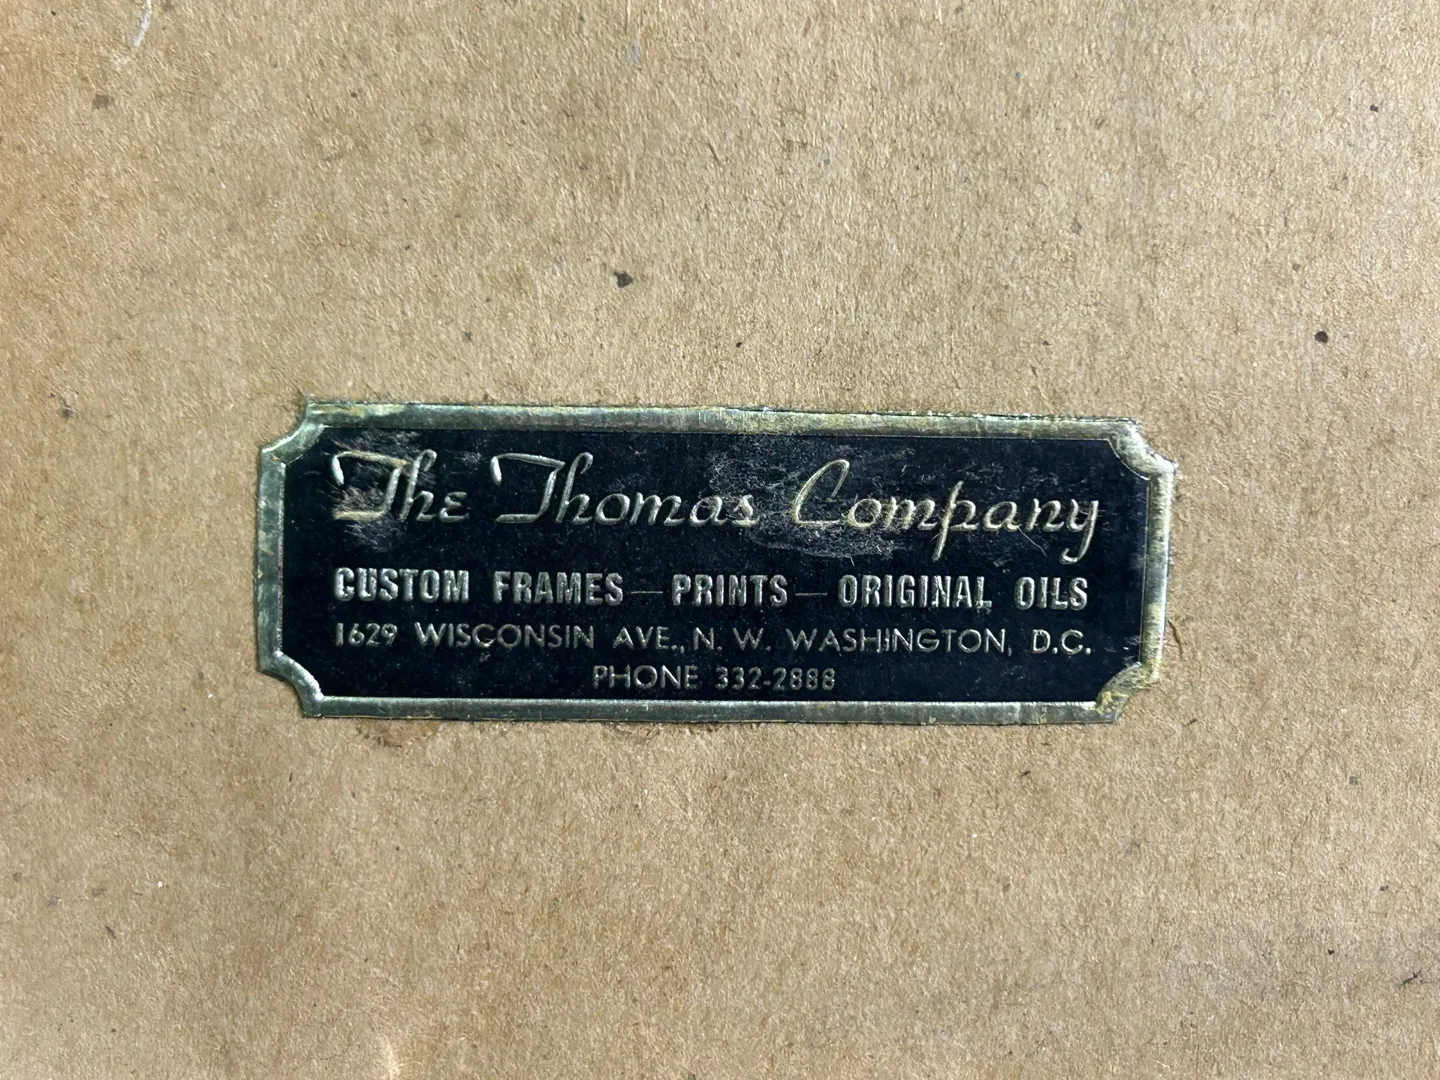 The Thomas Company
CUSTOM FRAMES — PRINTS — ORIGINAL OILS
1629 WISCONSIN AVE., N. W. WASHINGTON, D.C.
PHONE 332-2888